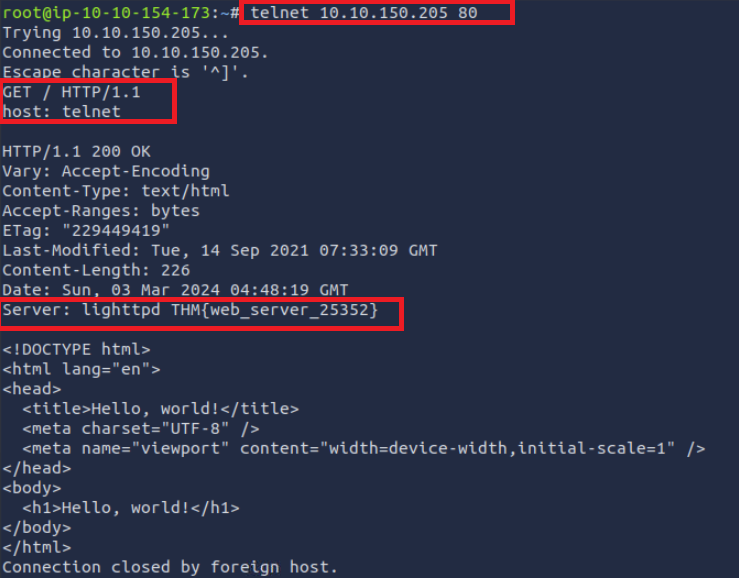 root@ip-10-10-154-173:~# telnet 10.10.150.205 80
Trying 10.10.150.205...
Connected to 10.10.150.205.
Escape character is '^]'.
GET / HTTP/1.1
host: telnet
HTTP/1.1 200 OK
Vary: Accept-Encoding
Content-Type: text/html
Accept-Ranges: bytes
ETag: "229449419"
Last-Modified: Tue, 14 Sep 2021 07:33:09 GMT
Content-Length: 226
Date: Sun, 03 Mar 2024 04:48:19 GMT
Server: lighttpd THM{web_server_25352}
<!DOCTYPE html>
<html lang="en">
<head>
  <title>Hello, world!</title>
  <meta charset="UTF-8" />
  <meta name="viewport" content="width=device-width,initial-scale=1" />
</head>
<body>
  <h1>Hello, world!</h1>
</body>
</html>
Connection closed by foreign host.